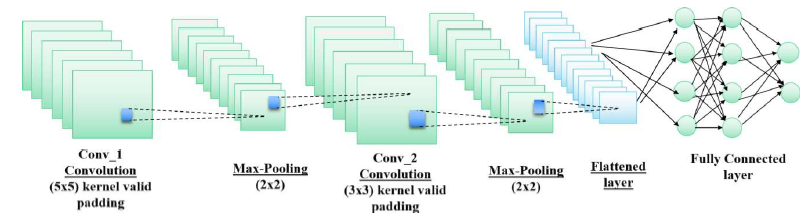 Conv_1
Convolution
(5x5) kernel valid
padding
Max-Pooling
(2x2)
Conv_2
Convolution
(3x3) kernel valid
padding
Max-Pooling
(2x2)
Flattened
layer
Fully Connected
layer